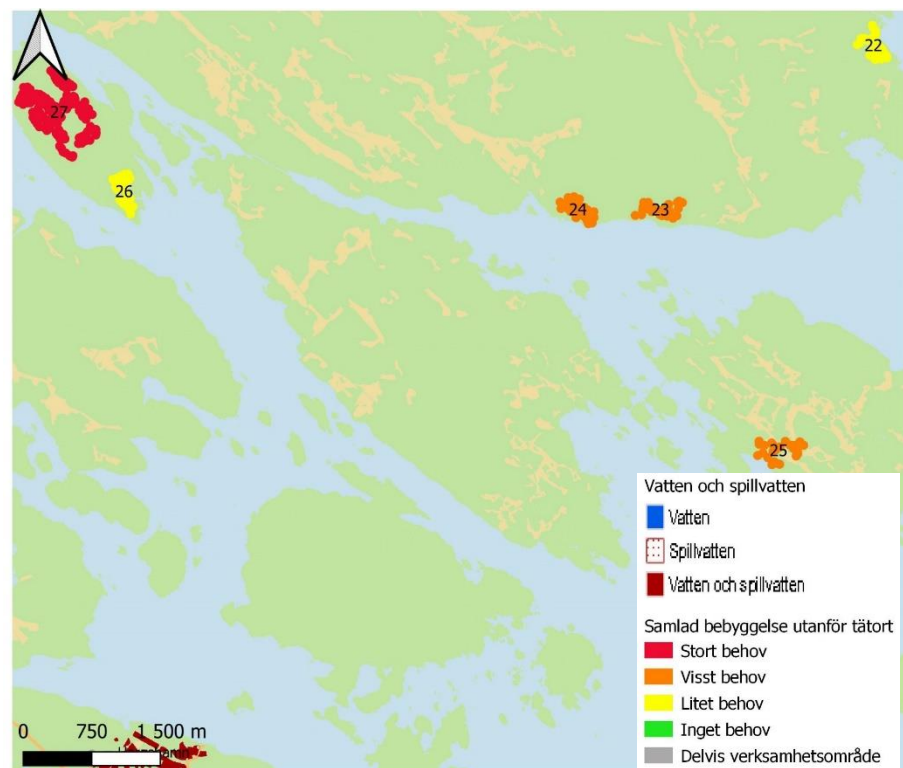 22
27
26
24
23
25
Vatten och spillvatten
Vatten
Spillvatten
Vatten och spillvatten
Samlad bebyggelse utanför tätort
Stort behov
Visst behov
Litet behov
Inget behov
Delvis verksamhetsområde
0 750 1 500 m